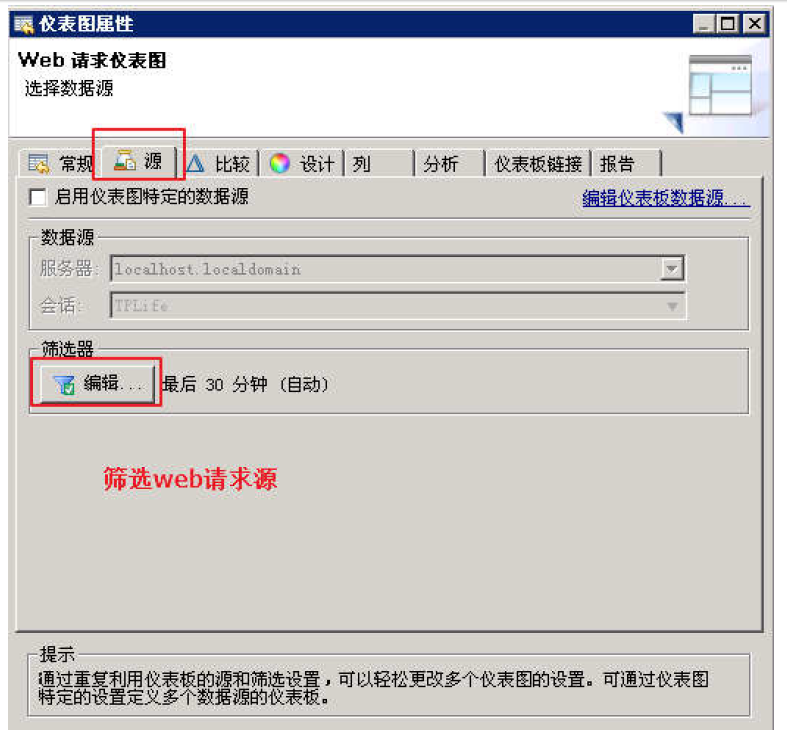 仪表图属性
Web 请求仪表图
选择数据源
常规 源 比较 设计 列 分析 仪表板链接 报告
启用仪表图特定的数据源 编辑仪表板数据源...
数据源
服务器: localhost.localdomain
会话: TPLife
筛选器
编辑... 最后 30 分钟 (自动)
筛选web请求源
提示
通过重复利用仪表板的源和筛选设置，可以轻松更改多个仪表图的设置。可通过仪表图
特定的设置定义多个数据源的仪表板。